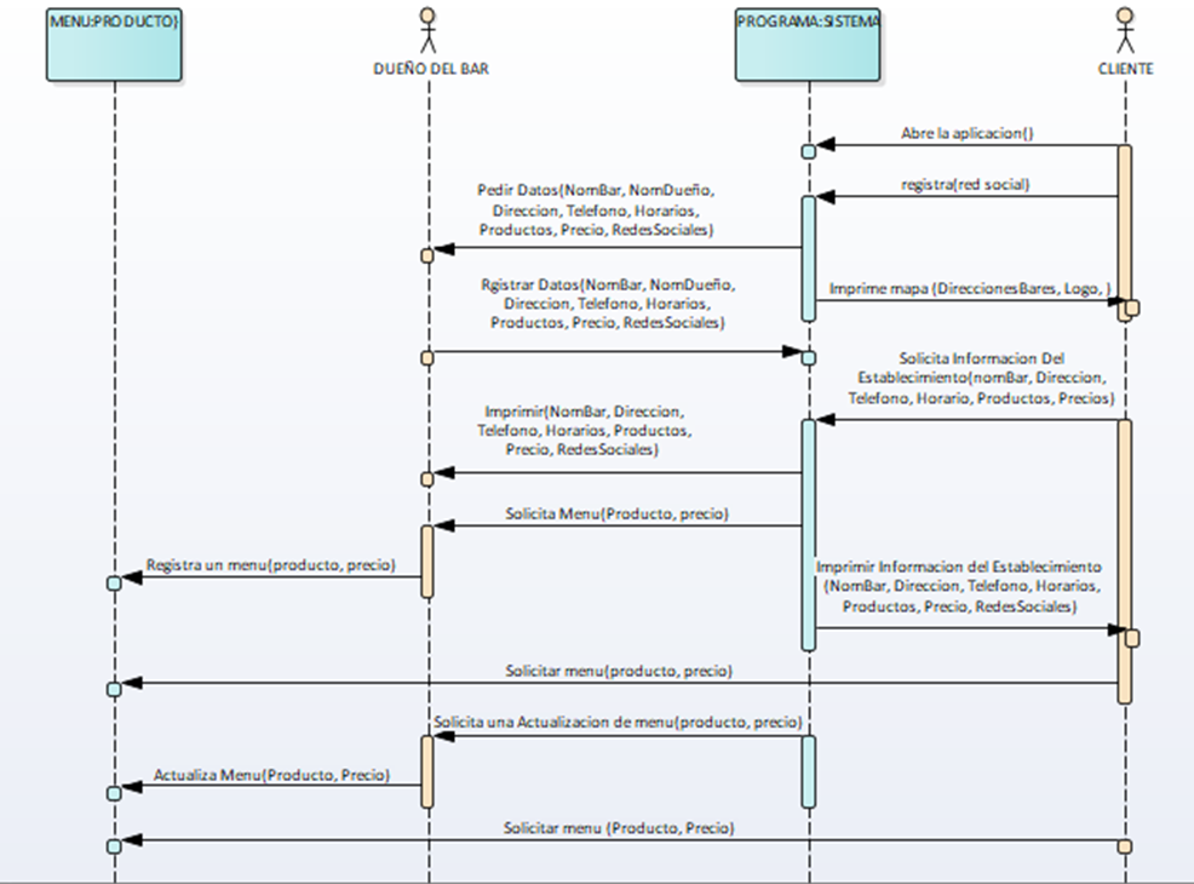 MENU:PRODUCTO)
DUEÑO DEL BAR
PROGRAMA:SISTEMA
CLIENTE
Abre la aplicacion()
registra(red social)
Pedir Datos(NomBar, NomDueño,
Direccion, Telefono, Horarios,
Productos, Precio, RedesSociales)
Rgistrar Datos(NomBar, NomDueño,
Direccion, Telefono, Horarios,
Productos, Precio, RedesSociales)
Imprime mapa (DireccionesBares, Logo, )
Solicita Informacion Del
Establecimiento(nomBar, Direccion,
Telefono, Horario, Productos, Precios)
Imprimir(NomBar, Direccion,
Telefono, Horarios, Productos,
Precio, RedesSociales)
Solicita Menu(Producto, precio)
Registra un menu(producto, precio)
Imprimir Informacion del Establecimiento
(NomBar, Direccion, Telefono, Horarios,
Productos, Precio, RedesSociales)
Solicitar menu(producto, precio)
Solicita una Actualizacion de menu(producto, precio)
Actualiza Menu(Producto, Precio)
Solicitar menu (Producto, Precio)